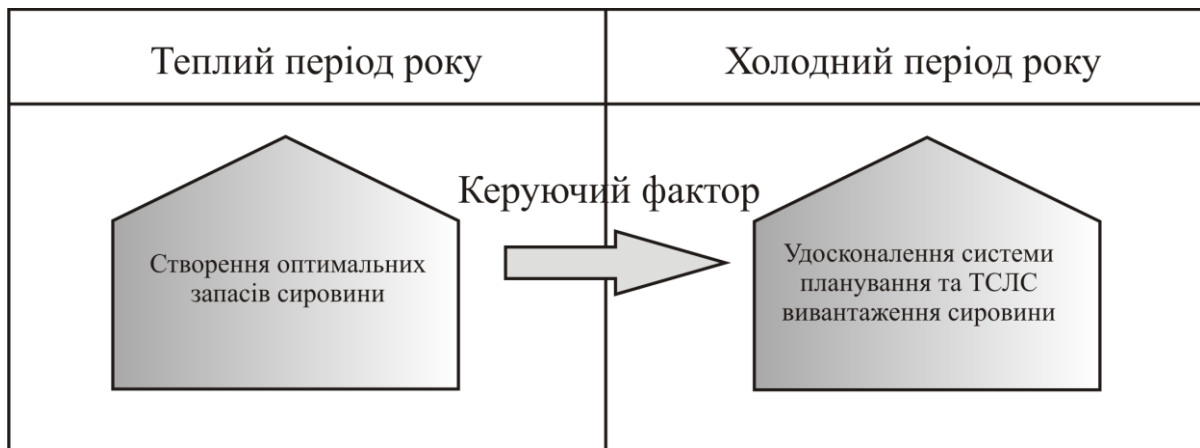 Теплий період року
Холодний період року
Керуючий фактор
Створення оптимальних
запасів сировини
Удосконалення системи
планування та ТСЛС
вивантаження сировини